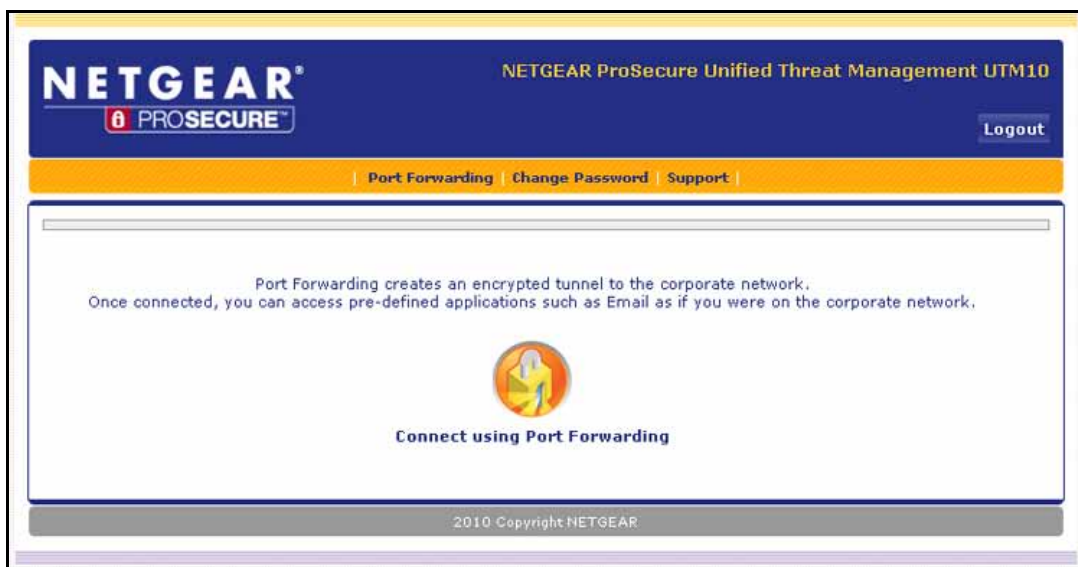 NETGEAR®
PROSECURE™
NETGEAR ProSecure Unified Threat Management UTM10
Logout
| Port Forwarding | Change Password | Support |
Port Forwarding creates an encrypted tunnel to the corporate network.
Once connected, you can access pre-defined applications such as Email as if you were on the corporate network.
Connect using Port Forwarding
2010 Copyright NETGEAR